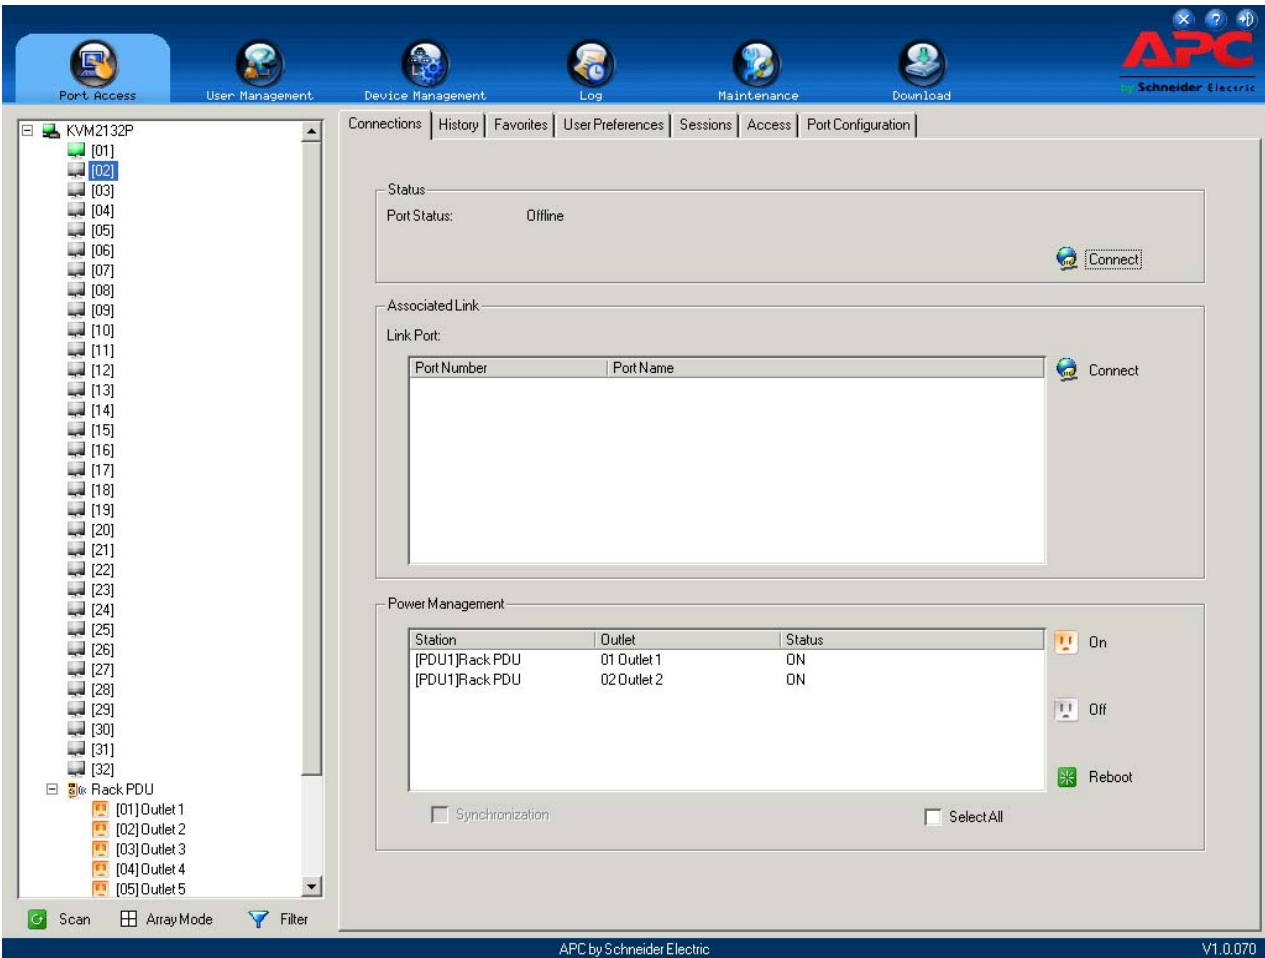 APC
by Schneider Electric
Port Access
User Management
Device Management
Log
Maintenance
Download
KVM2132P
[01]
[02]
[03]
[04]
[05]
[06]
[07]
[08]
[09]
[10]
[11]
[12]
[13]
[14]
[15]
[16]
[17]
[18]
[19]
[20]
[21]
[22]
[23]
[24]
[25]
[26]
[27]
[28]
[29]
[30]
[31]
[32]
Rack PDU
[01] Outlet 1
[02] Outlet 2
[03] Outlet 3
[04] Outlet 4
[05] Outlet 5
Scan Array Mode Filter
Connections History Favorites User Preferences Sessions Access Port Configuration
Status
Port Status: Offline
Connect
Associated Link
Link Port:
Port Number Port Name
Connect
Power Management
Station Outlet Status
[PDU1]Rack PDU 01 Outlet 1 ON
[PDU1]Rack PDU 02 Outlet 2 ON
On
Off
Reboot
Synchronization Select All
APC by Schneider Electric V1.0.070